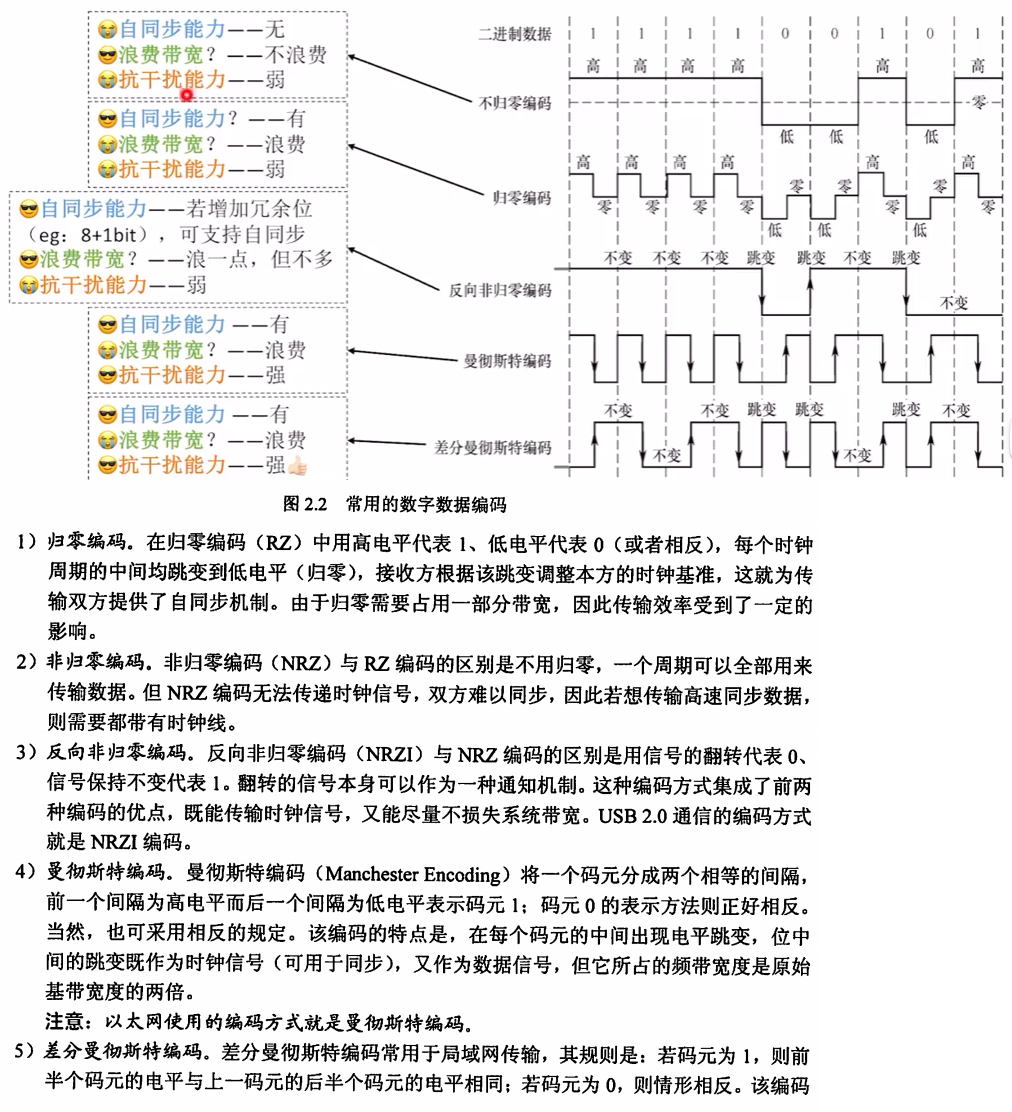 自同步能力——无
浪费带宽?——不浪费
抗干扰能力——弱
自同步能力?——有
浪费带宽?——浪费
抗干扰能力——弱
自同步能力——若增加冗余位
(eg:8+1bit),可支持自同步
浪费带宽?——浪一点,但不多
抗干扰能力——弱
自同步能力 ——有
浪费带宽?——浪费
抗干扰能力——强
自同步能力 ——有
浪费带宽?——浪费
抗干扰能力——强
二进制数据 1 1 1 1 0 0 1 0 1
高 高 高 高 高 高
不归零编码 零
低 低 低
高 高 高 高 高 高
归零编码 零 零 零 零 零 零 零 零 零
低 低 低
不变 不变 不变 跳变 跳变 不变 跳变
反向非归零编码 不变
曼彻斯特编码
不变 不变 跳变 跳变 跳变 不变
差分曼彻斯特编码 不变 不变
图 2.2 常用的数字数据编码
1)归零编码。在归零编码(RZ)中用高电平代表 1、低电平代表 0(或者相反),每个时钟
周期的中间均跳变到低电平(归零),接收方根据该跳变调整本方的时钟基准,这就为传
输双方提供了自同步机制。由于归零需要占用一部分带宽,因此传输效率受到了一定的
影响。
2)非归零编码。非归零编码(NRZ)与 RZ 编码的区别是不用归零,一个周期可以全部用来
传输数据。但 NRZ 编码无法传递时钟信号,双方难以同步,因此若想传输高速同步数据,
则需要都带有时钟线。
3)反向非归零编码。反向非归零编码(NRZI)与 NRZ 编码的区别是用信号的翻转代表 0、
信号保持不变代表 1。翻转的信号本身可以作为一种通知机制。这种编码方式集成了前两
种编码的优点,既能传输时钟信号,又能尽量不损失系统带宽。USB 2.0 通信的编码方式
就是 NRZI 编码。
4)曼彻斯特编码。曼彻斯特编码(Manchester Encoding)将一个码元分成两个相等的间隔,
前一个间隔为高电平而后一个间隔为低电平表示码元 1;码元 0 的表示方法则正好相反。
当然,也可采用相反的规定。该编码的特点是,在每个码元的中间出现电平跳变,位中
间的跳变既作为时钟信号(可用于同步),又作为数据信号,但它所占的频带宽度是原始
基带宽度的两倍。
注意:以太网使用的编码方式就是曼彻斯特编码。
5)差分曼彻斯特编码。差分曼彻斯特编码常用于局域网传输,其规则是:若码元为 1,则前
半个码元的电平与上一码元的后半个码元的电平相同;若码元为 0,则情形相反。该编码